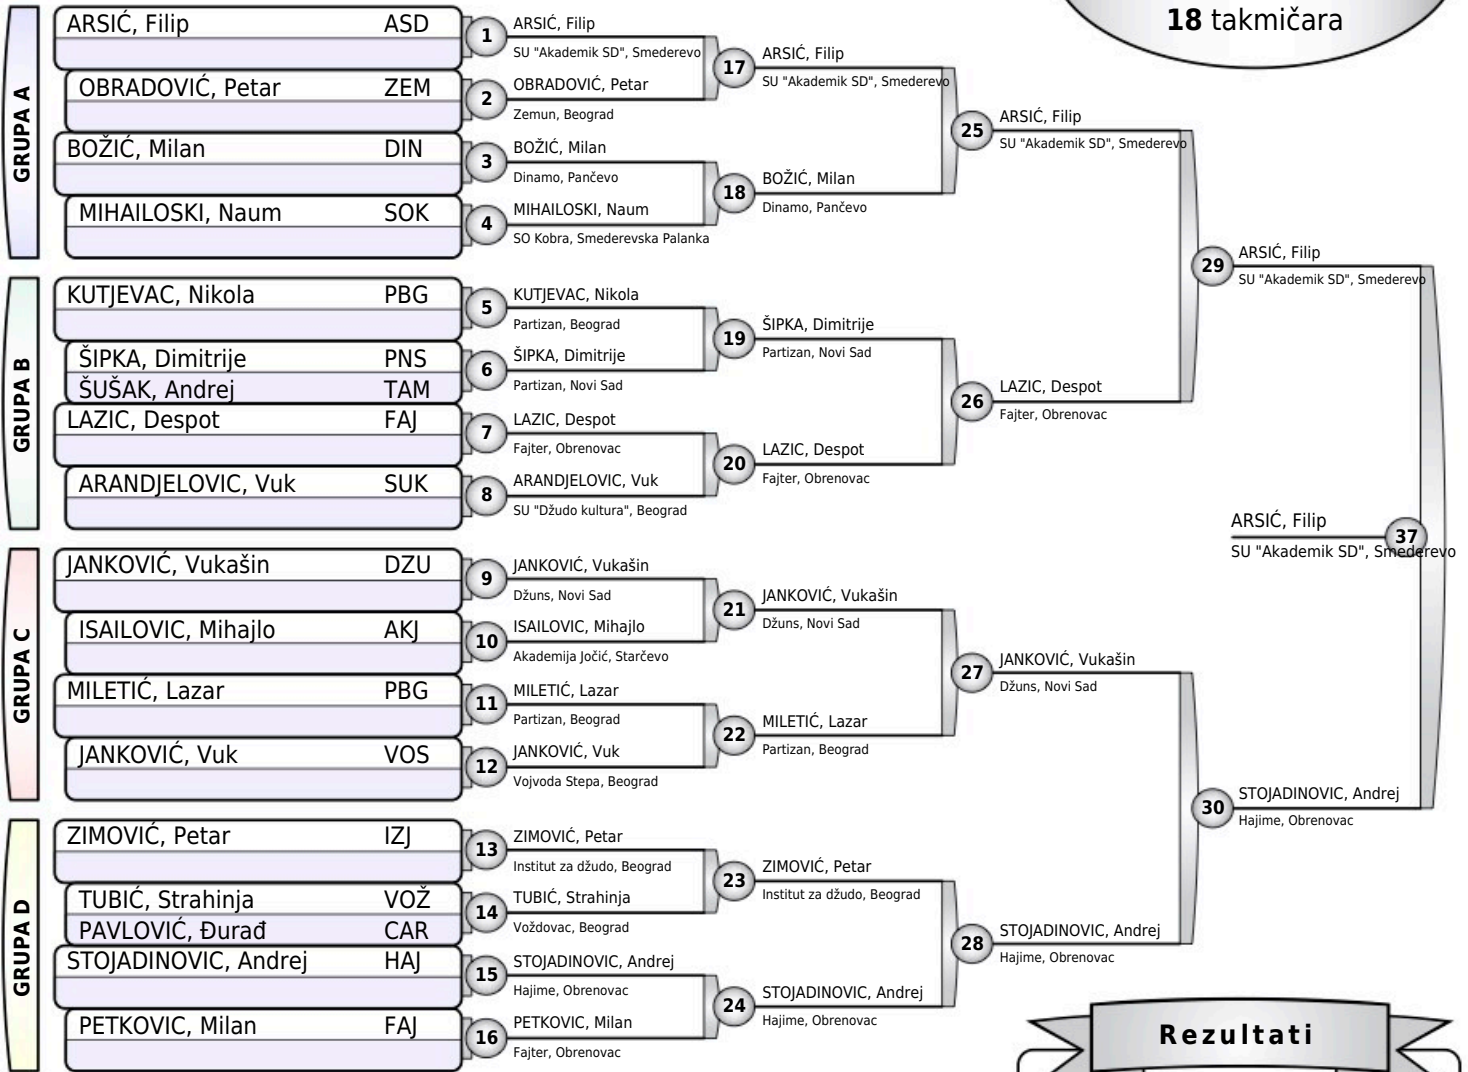 18 takmičara
GRUPA A
ARSIĆ, Filip ASD
OBRADOVIĆ, Petar ZEM
BOŽIĆ, Milan DIN
MIHAILOSKI, Naum SOK
GRUPA B
KUTJEVAC, Nikola PBG
ŠIPKA, Dimitrije PNS
ŠUŠAK, Andrej TAM
LAZIC, Despot FAJ
ARANDJELOVIC, Vuk SUK
GRUPA C
JANKOVIĆ, Vukašin DZU
ISAILOVIC, Mihajlo AKJ
MILETIĆ, Lazar PBG
JANKOVIĆ, Vuk VOS
GRUPA D
ZIMOVIĆ, Petar IZJ
TUBIĆ, Strahinja VOŽ
PAVLOVIĆ, Đurađ CAR
STOJADINOVIC, Andrej HAJ
PETKOVIC, Milan FAJ
1 ARSIĆ, Filip
SU "Akademik SD", Smederevo
2 OBRADOVIĆ, Petar
Zemun, Beograd
3 BOŽIĆ, Milan
Dinamo, Pančevo
4 MIHAILOSKI, Naum
SO Kobra, Smederevska Palanka
5 KUTJEVAC, Nikola
Partizan, Beograd
6 ŠIPKA, Dimitrije
Partizan, Novi Sad
7 LAZIC, Despot
Fajter, Obrenovac
8 ARANDJELOVIC, Vuk
SU "Džudo kultura", Beograd
9 JANKOVIĆ, Vukašin
Džuns, Novi Sad
10 ISAILOVIC, Mihajlo
Akademija Jočić, Starčevo
11 MILETIĆ, Lazar
Partizan, Beograd
12 JANKOVIĆ, Vuk
Vojvoda Stepa, Beograd
13 ZIMOVIĆ, Petar
Institut za džudo, Beograd
14 TUBIĆ, Strahinja
Voždovac, Beograd
15 STOJADINOVIC, Andrej
Hajime, Obrenovac
16 PETKOVIC, Milan
Fajter, Obrenovac
17 ARSIĆ, Filip
SU "Akademik SD", Smederevo
18 BOŽIĆ, Milan
Dinamo, Pančevo
19 ŠIPKA, Dimitrije
Partizan, Novi Sad
20 LAZIC, Despot
Fajter, Obrenovac
21 JANKOVIĆ, Vukašin
Džuns, Novi Sad
22 MILETIĆ, Lazar
Partizan, Beograd
23 ZIMOVIĆ, Petar
Institut za džudo, Beograd
24 STOJADINOVIC, Andrej
Hajime, Obrenovac
25 ARSIĆ, Filip
SU "Akademik SD", Smederevo
26 LAZIC, Despot
Fajter, Obrenovac
27 JANKOVIĆ, Vukašin
Džuns, Novi Sad
28 STOJADINOVIC, Andrej
Hajime, Obrenovac
29 ARSIĆ, Filip
SU "Akademik SD", Smederevo
30 STOJADINOVIC, Andrej
Hajime, Obrenovac
ARSIĆ, Filip 37
SU "Akademik SD", Smederevo
Rezultati